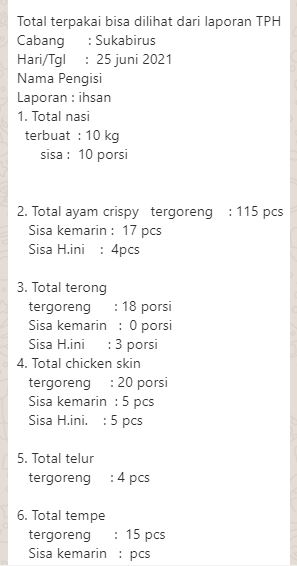 Total terpakai bisa dilihat dari laporan TPH
Cabang : Sukabirus
Hari/Tgl : 25 juni 2021
Nama Pengisi
Laporan : ihsan
1. Total nasi
terbuat : 10 kg
sisa : 10 porsi
2. Total ayam crispy tergoreng : 115 pcs
Sisa kemarin : 17 pcs
Sisa H.ini : 4pcs
3. Total terong
tergoreng : 18 porsi
Sisa kemarin : 0 porsi
Sisa H.ini : 3 porsi
4. Total chicken skin
tergoreng : 20 porsi
Sisa kemarin : 5 pcs
Sisa H.ini. : 5 pcs
5. Total telur
tergoreng : 4 pcs
6. Total tempe
tergoreng : 15 pcs
Sisa kemarin : pcs